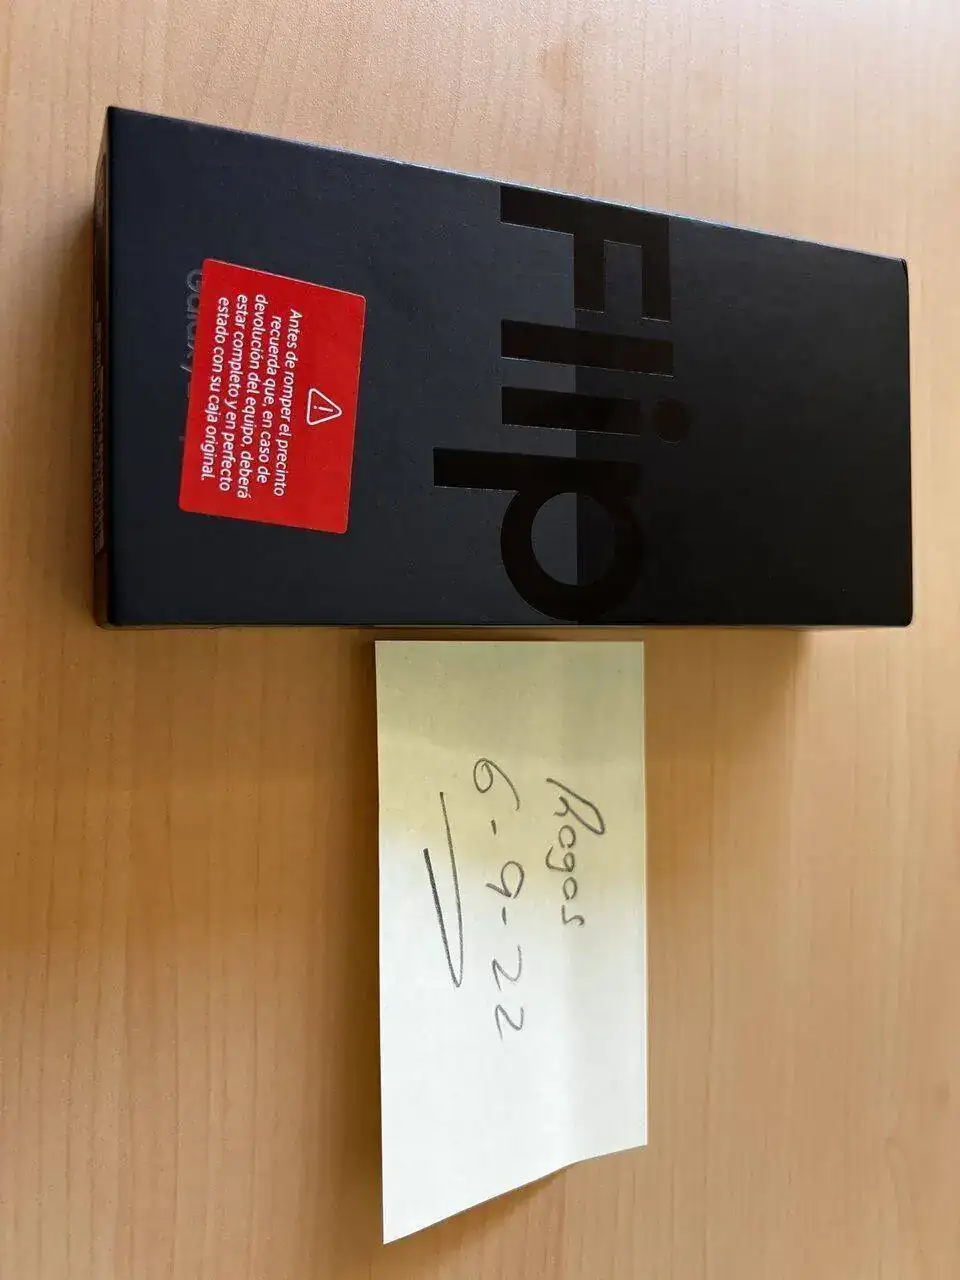 Flip
Galaxy
Antes de romper el precinto
recuerda que, en caso de
devolución del equipo, deberá
estar completo y en perfecto
estado con su caja original.
Rogos
6-9-22